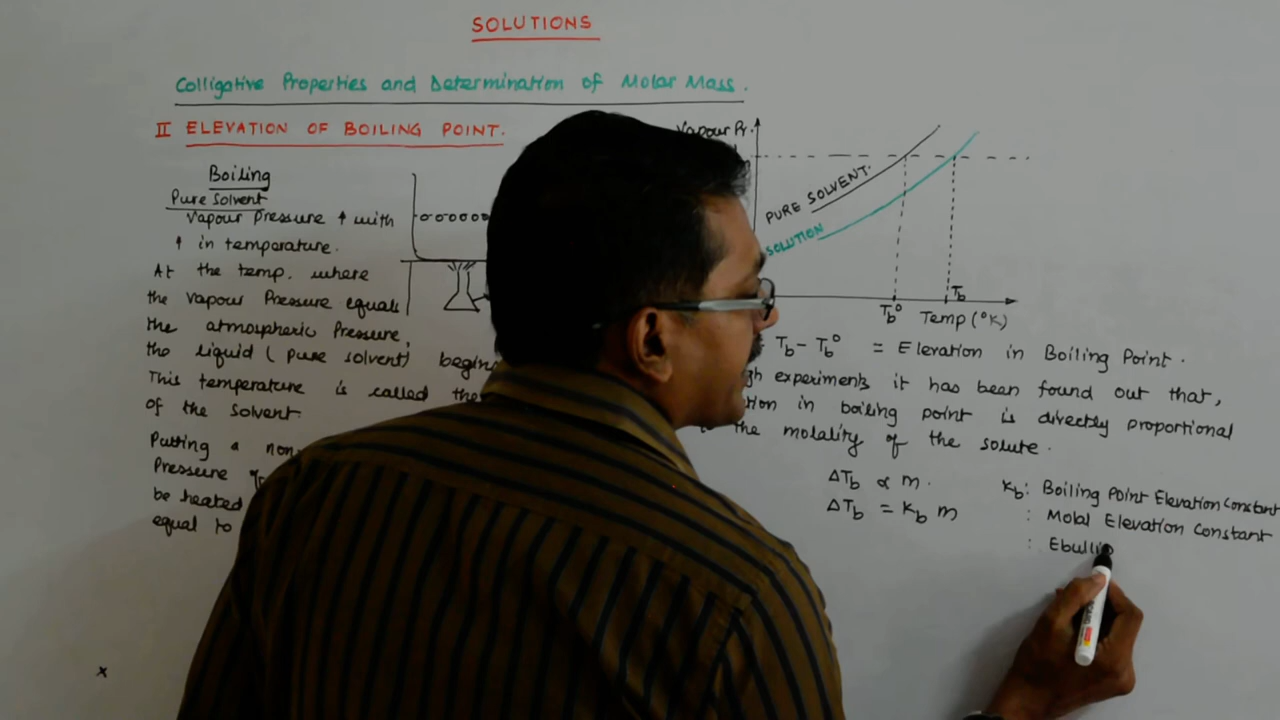 SOLUTIONS
Colligative Properties and Determination of Molar Mass.
II ELEVATION OF BOILING POINT.
Boiling
Pure Solvent
Vapour Pressure ↑ with
↑ in temperature.
At the temp. where
the Vapour Pressure equals
the atmospheric Pressure,
the liquid (pure solvent) begins
This temperature is called the
of the Solvent
Putting a non
Pressure of
be heated
equal to
Vapour Pr.
PURE SOLVENT.
SOLUTION
Tb° Tb
Temp (°K)
Tb - Tb° = Elevation in Boiling Point.
experiments it has been found out that,
in boiling point is directly proportional
the molality of the solute.
ΔTb ∝ m.
ΔTb = Kb m
Kb: Boiling Point Elevation Constant
: Molal Elevation Constant
: Ebulli